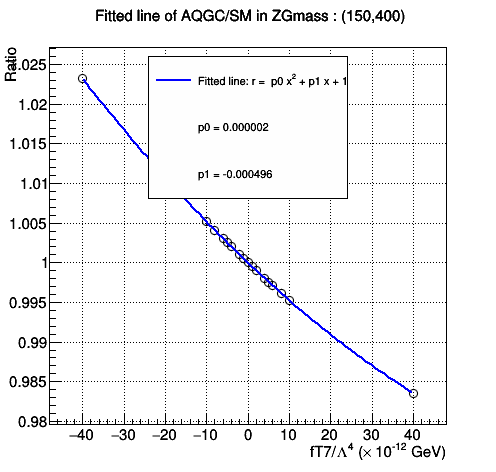 Fitted line of AQGC/SM in ZGmass : (150,400)
Ratio
1.025
1.02
1.015
1.01
1.005
1
0.995
0.99
0.985
0.98
Fitted line: r = p0 x² + p1 x + 1
p0 = 0.000002
p1 = -0.000496
−40 −30 −20 −10 0 10 20 30 40
fT7/Λ⁴ (× 10⁻¹² GeV)